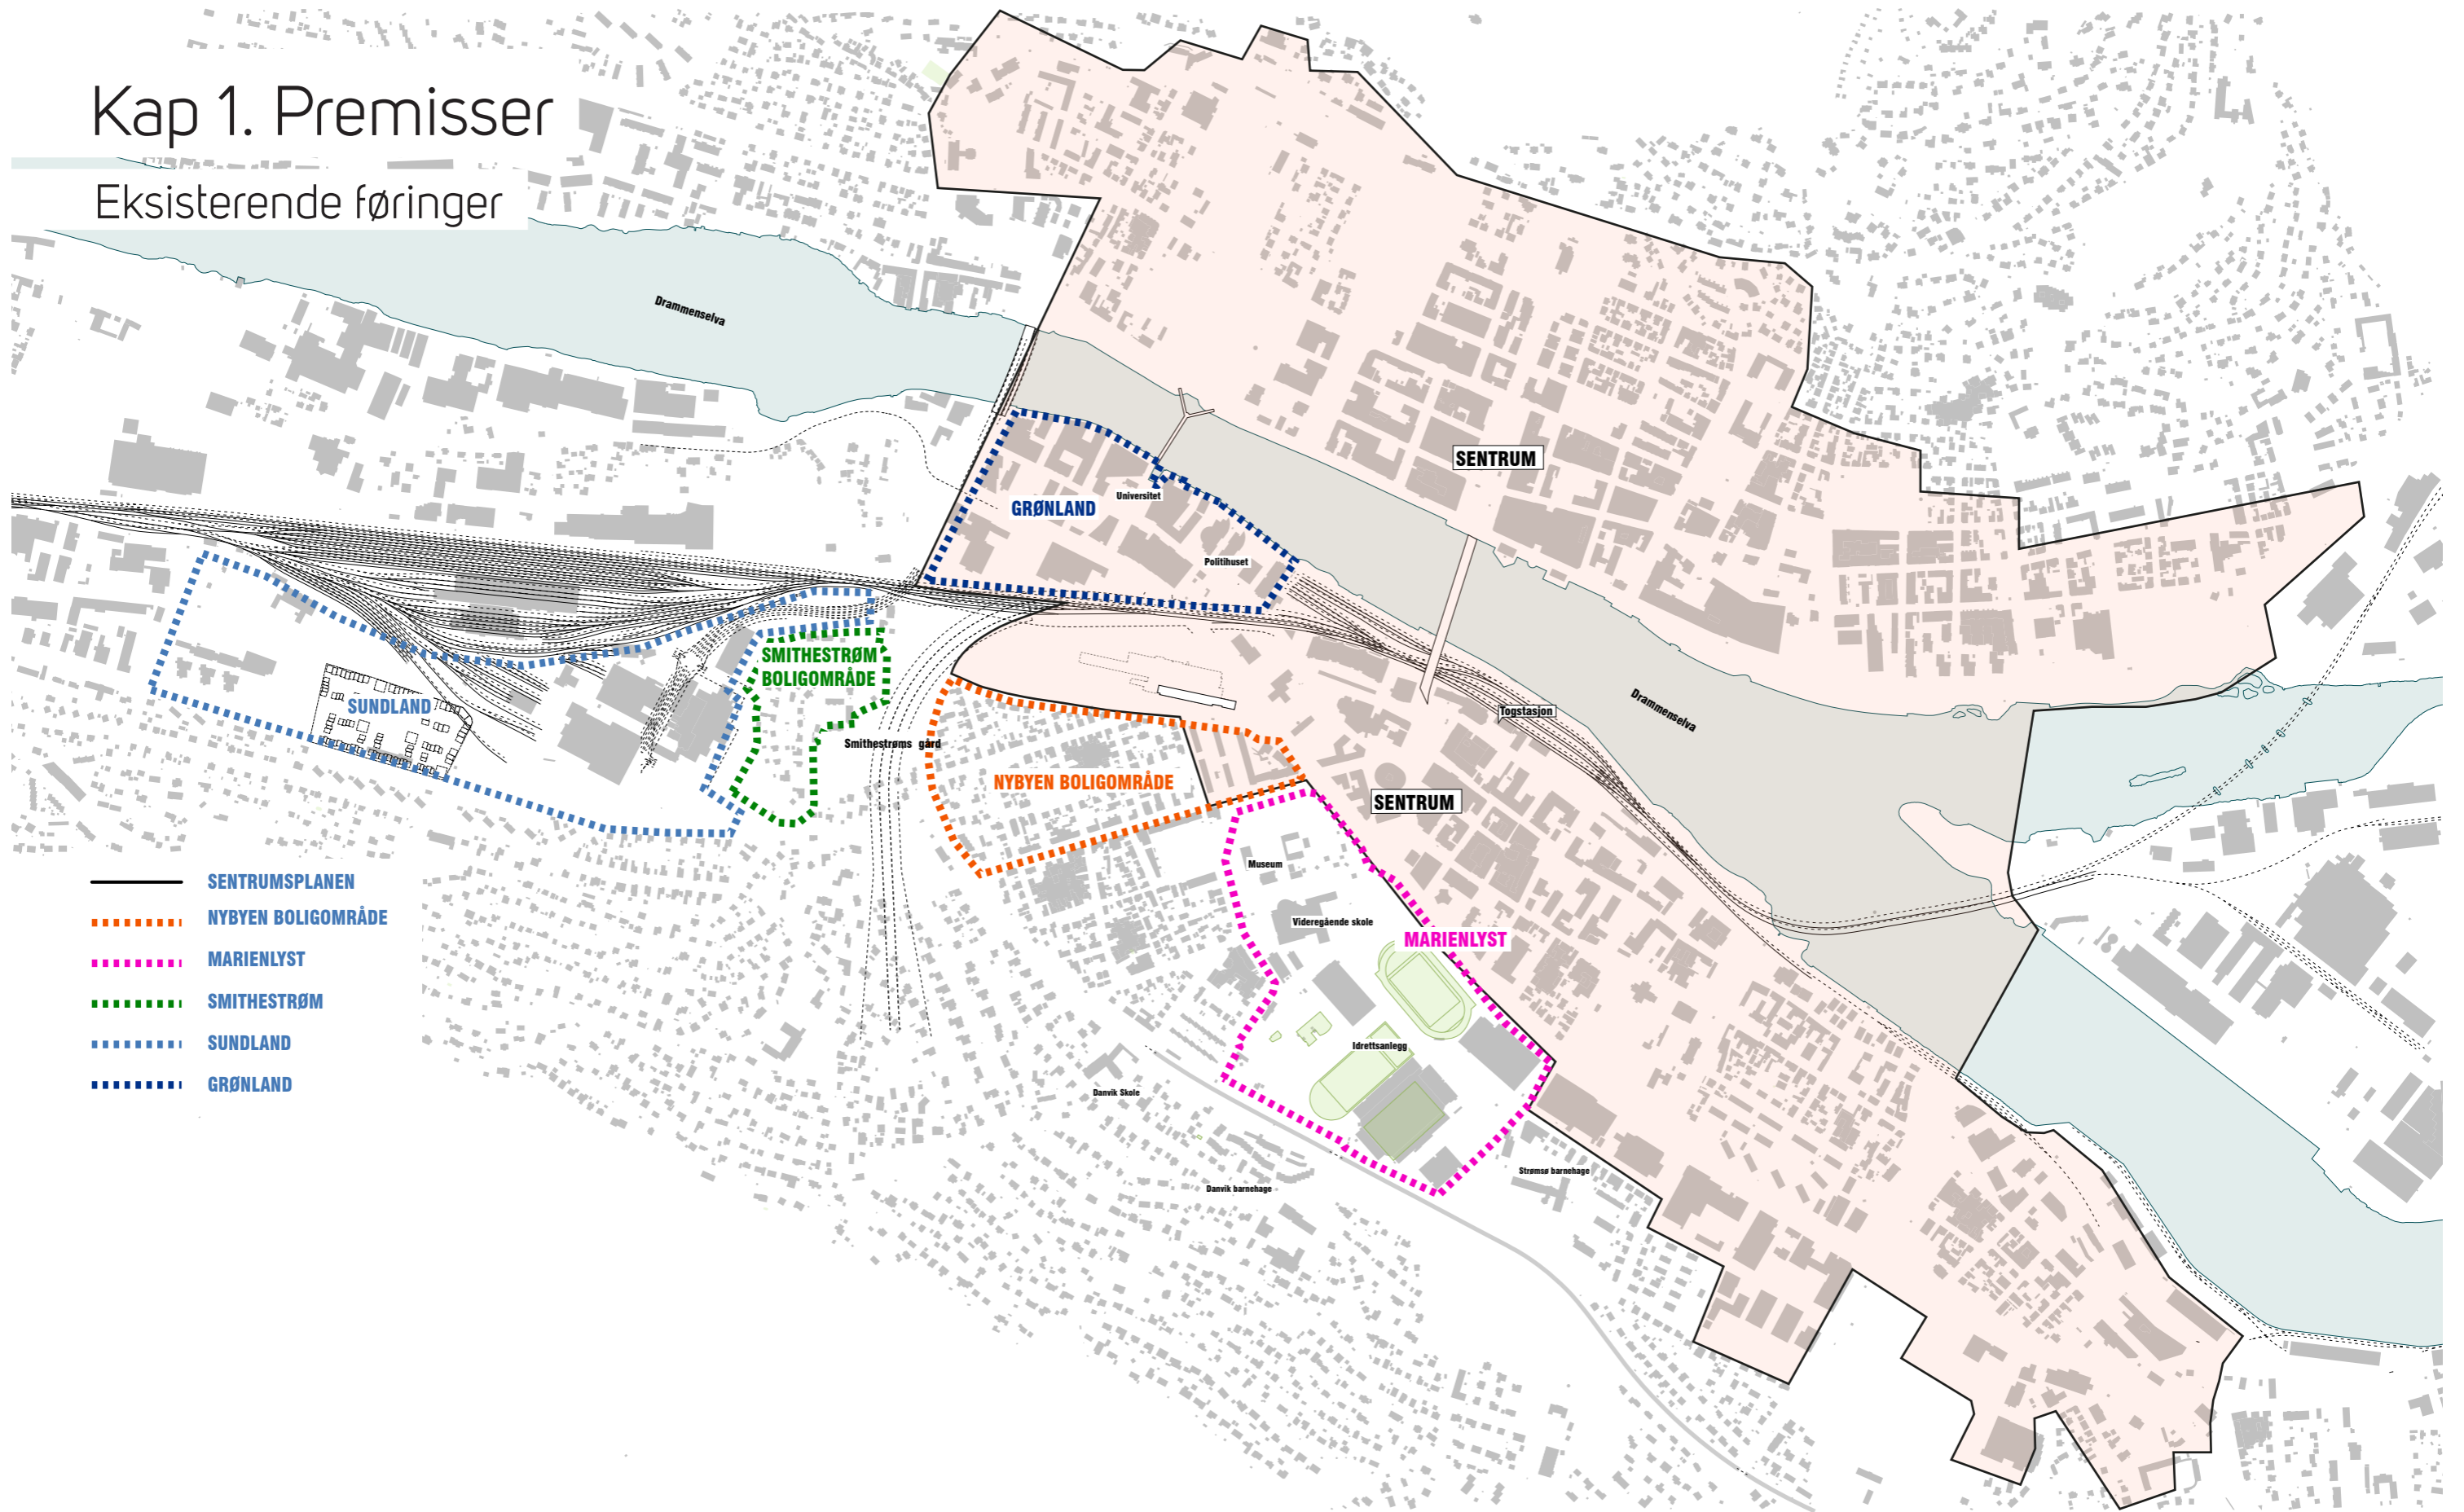 Kap 1. Premisser
Eksisterende føringer
Drammenselva
SENTRUM
Universitet
GRØNLAND
Politihuset
SMITHESTRØM
BOLIGOMRÅDE
SUNDLAND
Togstasjon
Drammenselva
Smithestrøms gård
NYBYEN BOLIGOMRÅDE
SENTRUM
Museum
Videregående skole
MARIENLYST
Idrettsanlegg
Danvik Skole
Strømsø barnehage
Danvik barnehage
SENTRUMSPLANEN
NYBYEN BOLIGOMRÅDE
MARIENLYST
SMITHESTRØM
SUNDLAND
GRØNLAND